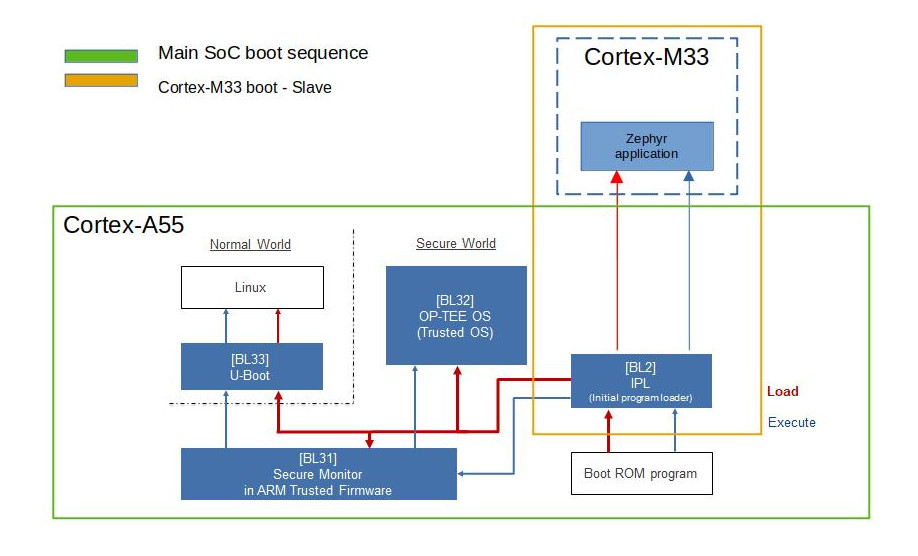 Main SoC boot sequence
Cortex-M33 boot - Slave
Cortex-M33
Zephyr
application
Cortex-A55
Normal World
Secure World
Linux
[BL32]
OP-TEE OS
(Trusted OS)
[BL33]
U-Boot
[BL2]
IPL
(Initial program loader)
Load
Execute
[BL31]
Secure Monitor
in ARM Trusted Firmware
Boot ROM program